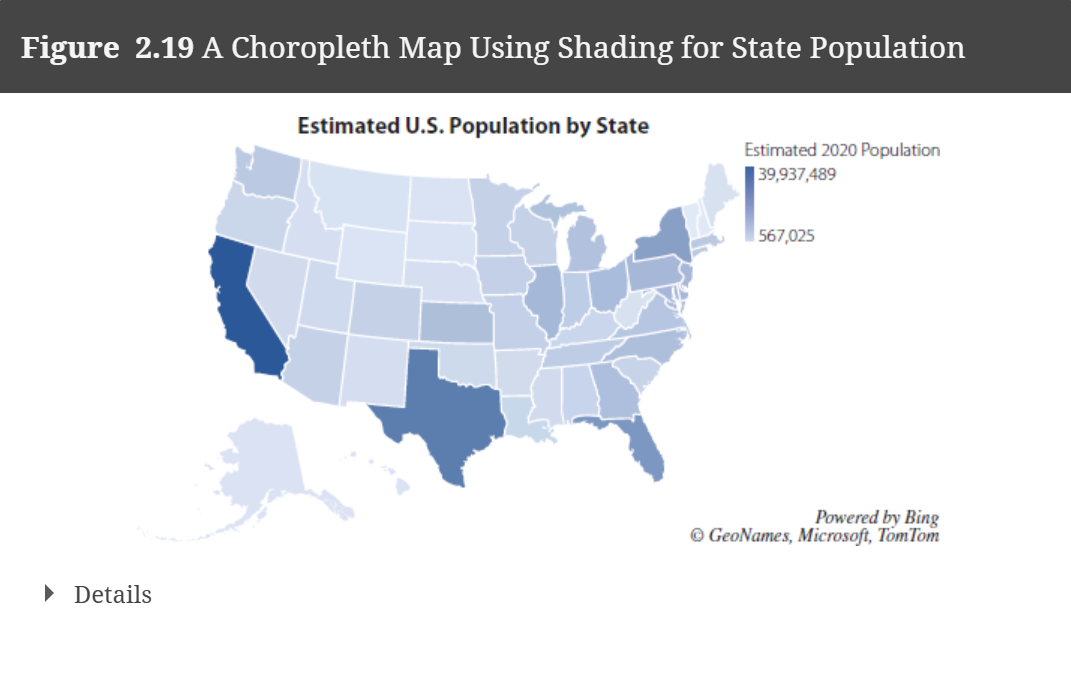 Figure 2.19 A Choropleth Map Using Shading for State Population
Estimated U.S. Population by State
Estimated 2020 Population
39,937,489
567,025
Powered by Bing
© GeoNames, Microsoft, TomTom
Details